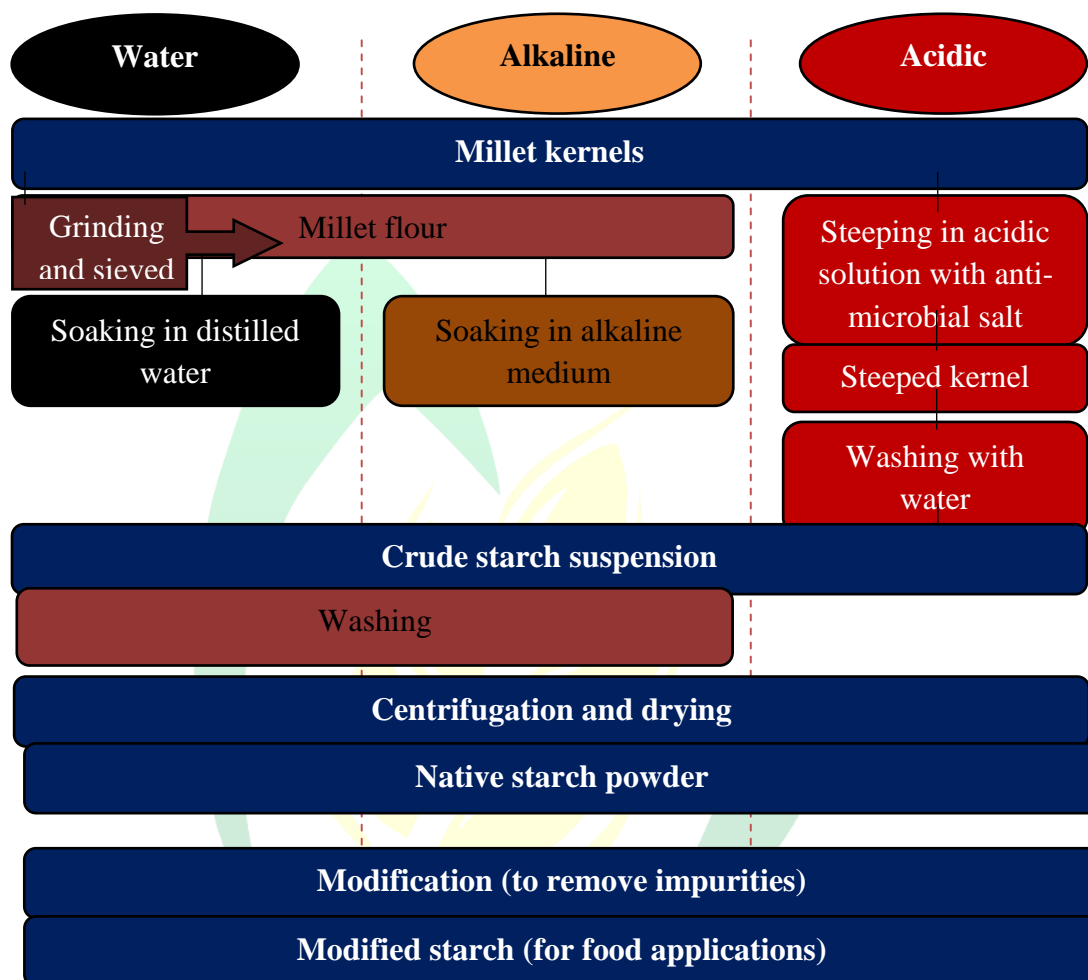 Water
Alkaline
Acidic
Millet kernels
Grinding
and sieved
Millet flour
Steeping in acidic
solution with anti-
microbial salt
Soaking in distilled
water
Soaking in alkaline
medium
Steeped kernel
Washing with
water
Crude starch suspension
Washing
Centrifugation and drying
Native starch powder
Modification (to remove impurities)
Modified starch (for food applications)